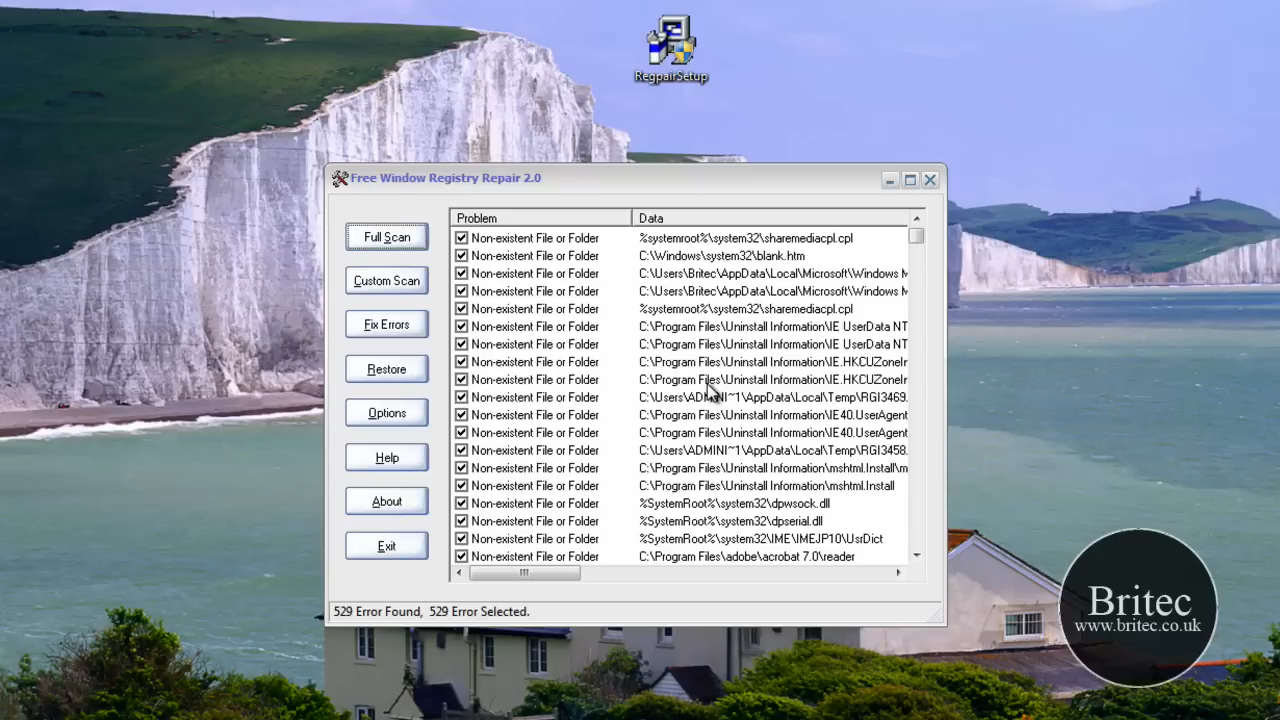 RegpairSetup
Free Window Registry Repair 2.0
Problem Data
Full Scan
Custom Scan
Fix Errors
Restore
Options
Help
About
Exit
Non-existent File or Folder %systemroot%\system32\sharemediacpl.cpl
Non-existent File or Folder C:\Windows\system32\blank.htm
Non-existent File or Folder C:\Users\Britec\AppData\Local\Microsoft\Windows M
Non-existent File or Folder C:\Users\Britec\AppData\Local\Microsoft\Windows M
Non-existent File or Folder %systemroot%\system32\sharemediacpl.cpl
Non-existent File or Folder C:\Program Files\Uninstall Information\IE UserData NT
Non-existent File or Folder C:\Program Files\Uninstall Information\IE UserData NT
Non-existent File or Folder C:\Program Files\Uninstall Information\IE.HKCUZoneIn
Non-existent File or Folder C:\Program Files\Uninstall Information\IE.HKCUZoneIn
Non-existent File or Folder C:\Users\ADMINI~1\AppData\Local\Temp\RGI3469.
Non-existent File or Folder C:\Program Files\Uninstall Information\IE40.UserAgent
Non-existent File or Folder C:\Program Files\Uninstall Information\IE40.UserAgent
Non-existent File or Folder C:\Users\ADMINI~1\AppData\Local\Temp\RGI3458.
Non-existent File or Folder C:\Program Files\Uninstall Information\mshtml.Install\m
Non-existent File or Folder C:\Program Files\Uninstall Information\mshtml.Install
Non-existent File or Folder %SystemRoot%\system32\dpwsock.dll
Non-existent File or Folder %SystemRoot%\system32\dpserial.dll
Non-existent File or Folder %SystemRoot%\system32\IME\IMEJP10\UsrDict
Non-existent File or Folder C:\Program Files\adobe\acrobat 7.0\reader
529 Error Found, 529 Error Selected.
Britec
www.britec.co.uk